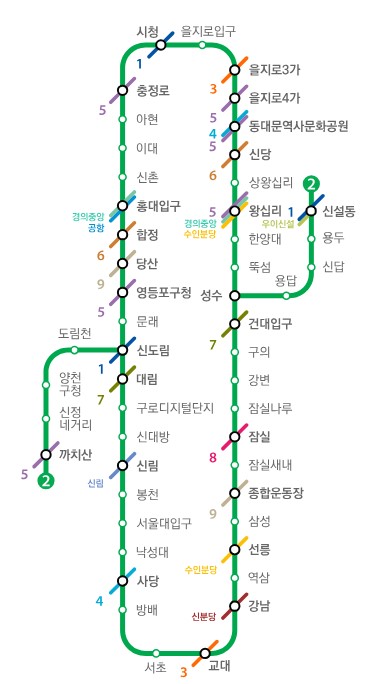 시청
을지로입구
1
을지로3가
3
충정로
5
을지로4가
5
아현
동대문역사문화공원
4
5
이대
신당
6
신촌
상왕십리
2
홍대입구
경의중앙
공항
왕십리
5
경의중앙
수인분당
1
신설동
우이신설
합정
6
한양대
용두
당산
9
뚝섬
신답
용답
영등포구청
5
성수
문래
건대입구
7
도림천
신도림
1
구의
양천
구청
대림
7
강변
신정
네거리
구로디지털단지
잠실나루
신대방
잠실
8
까치산
5
2
신림
신림
잠실새내
봉천
종합운동장
9
서울대입구
삼성
낙성대
선릉
수인분당
사당
4
역삼
방배
강남
신분당
서초
교대
3